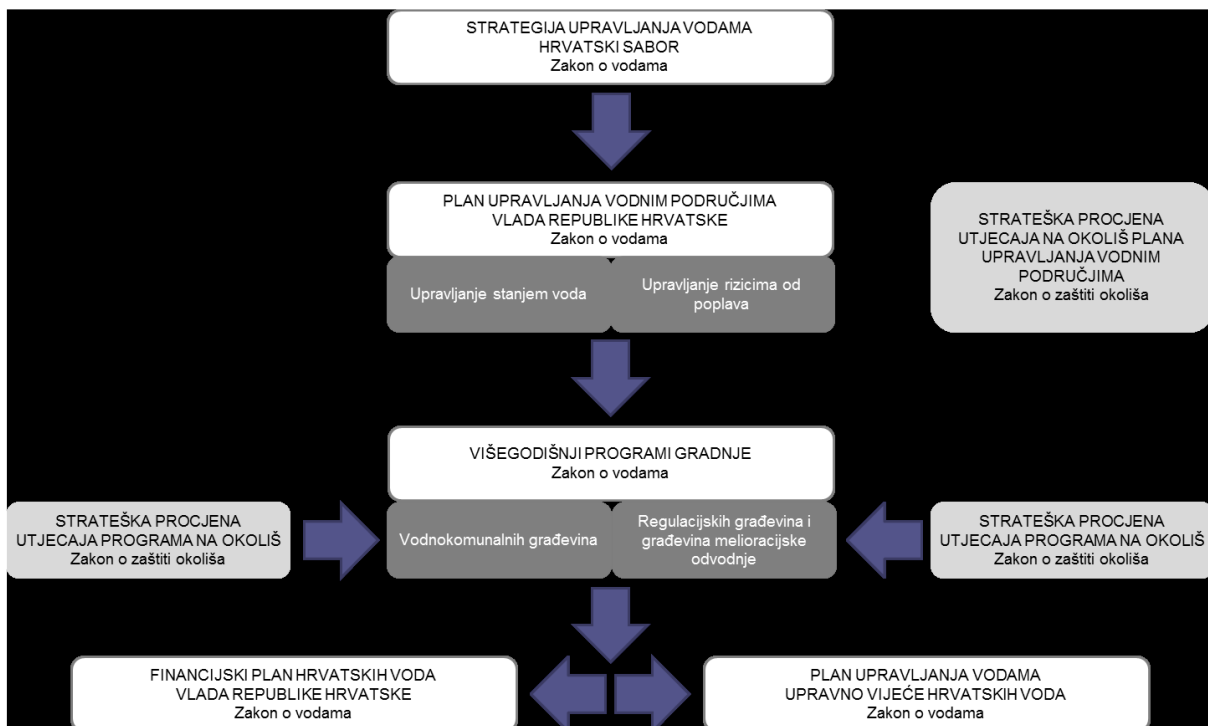 STRATEGIJA UPRAVLJANJA VODAMA
HRVATSKI SABOR
Zakon o vodama
PLAN UPRAVLJANJA VODNIM PODRUČJIMA
VLADA REPUBLIKE HRVATSKE
Zakon o vodama
Upravljanje stanjem voda
Upravljanje rizicima od
poplava
STRATEŠKA PROCJENA
UTJECAJA NA OKOLIŠ PLANA
UPRAVLJANJA VODNIM
PODRUČJIMA
Zakon o zaštiti okoliša
VIŠEGODIŠNJI PROGRAMI GRADNJE
Zakon o vodama
STRATEŠKA PROCJENA
UTJECAJA PROGRAMA NA OKOLIŠ
Zakon o zaštiti okoliša
Vodnokomunalnih građevina
Regulacijskih građevina i
građevina melioracijske
odvodnje
STRATEŠKA PROCJENA
UTJECAJA PROGRAMA NA OKOLIŠ
Zakon o zaštiti okoliša
FINANCIJSKI PLAN HRVATSKIH VODA
VLADA REPUBLIKE HRVATSKE
Zakon o vodama
PLAN UPRAVLJANJA VODAMA
UPRAVNO VIJEĆE HRVATSKIH VODA
Zakon o vodama